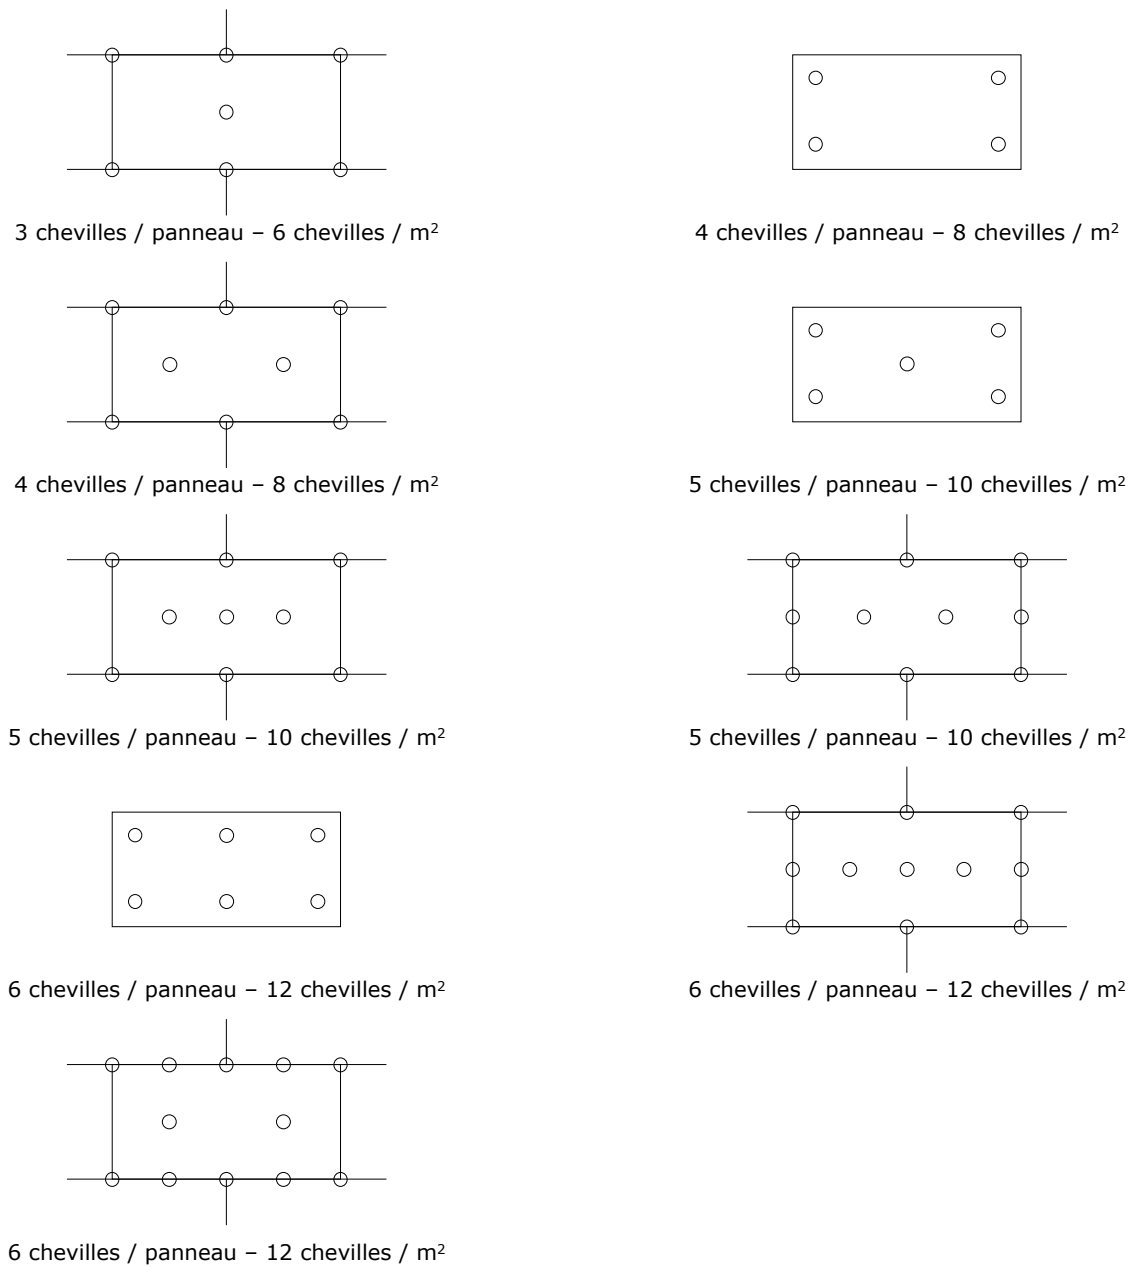 3 chevilles / panneau – 6 chevilles / m²
4 chevilles / panneau – 8 chevilles / m²
4 chevilles / panneau – 8 chevilles / m²
5 chevilles / panneau – 10 chevilles / m²
5 chevilles / panneau – 10 chevilles / m²
5 chevilles / panneau – 10 chevilles / m²
6 chevilles / panneau – 12 chevilles / m²
6 chevilles / panneau – 12 chevilles / m²
6 chevilles / panneau – 12 chevilles / m²